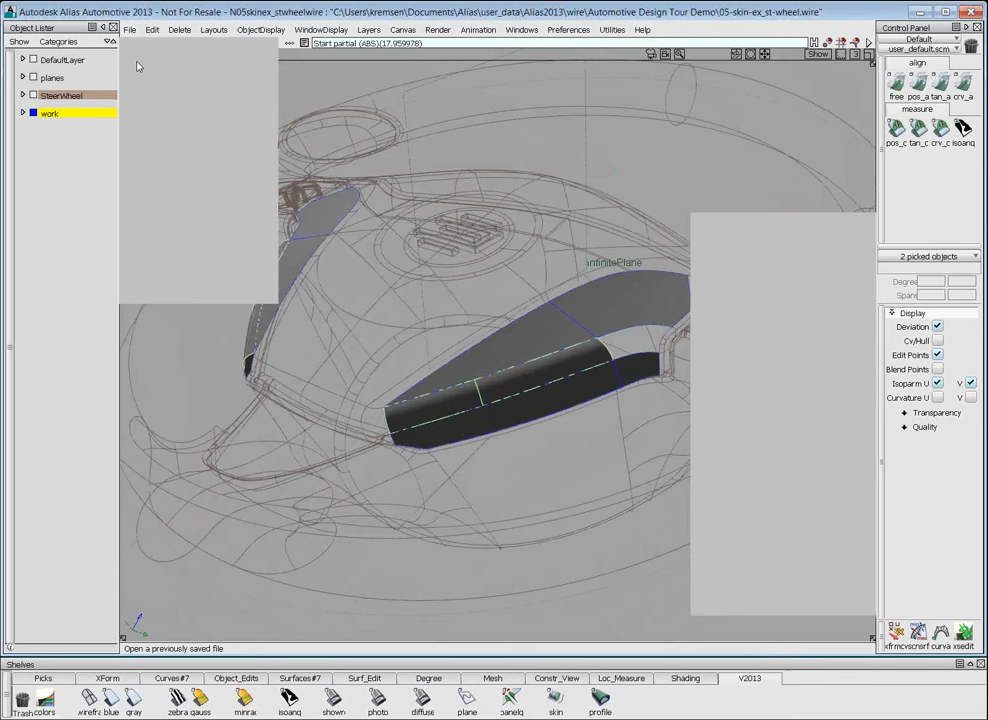 Autodesk Alias Automotive 2013 - Not For Resale - N05skinex_stwheelwire : "C:\Users\kremsen\Documents\Alias\user_data\Alias2013\wire\Automotive Design Tour Demo\05-skin-ex_st-wheel.wire"
Object Lister
File Edit Delete Layouts ObjectDisplay WindowDisplay Layers Canvas Render Animation Windows Preferences Utilities Help
Control Panel
Show Categories
Start partial (ABS)(17.959978)
Default
user_default.scm
Show
3
DefaultLayer
planes
SteerWheel
work
align
free pos_a tan_a crv_a
measure
pos_c tan_c crv_c isoang
infinitePlane
2 picked objects
Degree
Spans
Display
Deviation
Cv/Hull
Edit Points
Blend Points
Isoparm U V
Curvature U V
Transparency
Quality
Open a previously saved file
Shelves
Picks XForm Curves#7 Object_Edits Surfaces#7 Surf_Edit Degree Mesh Constr_View Loc_Measure Shading V2013
Trash colors wirefra blue gray zebra gauss minrac isoang shown photo diffuse plane panelg skin profile